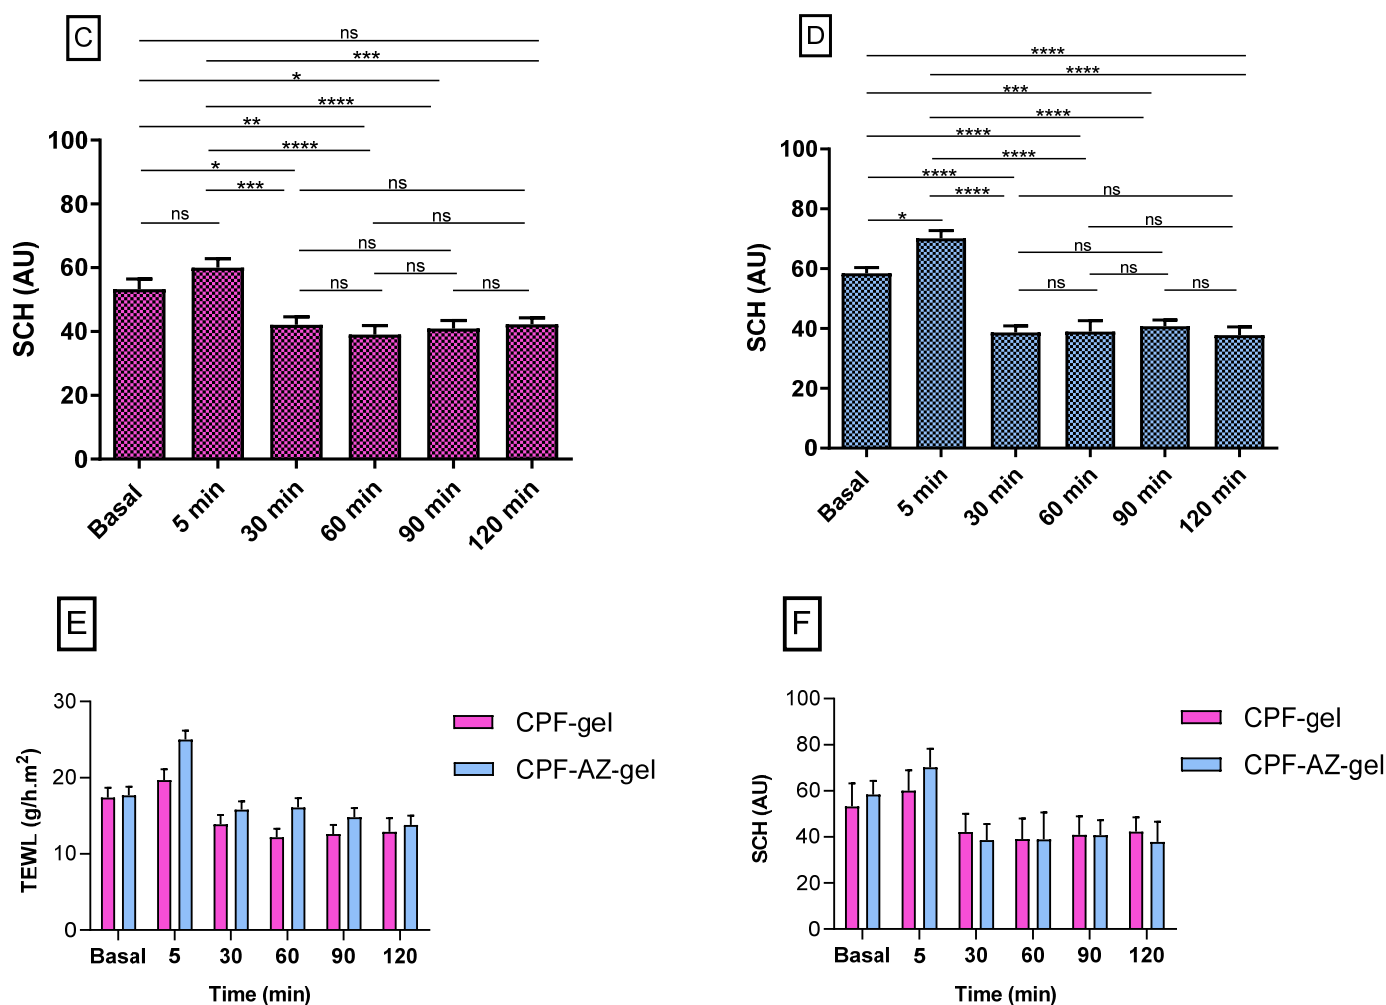 C
ns
***
*
****
**
****
*
***
ns
ns
ns
ns
ns
ns
ns
100
80
60
40
20
0
SCH (AU)
Basal
5 min
30 min
60 min
90 min
120 min
D
****
****
***
****
****
****
****
****
ns
*
ns
ns
ns
ns
ns
100
80
60
40
20
0
SCH (AU)
Basal
5 min
30 min
60 min
90 min
120 min
E
30
20
10
0
TEWL (g/h.m²)
Basal 5 30 60 90 120
Time (min)
CPF-gel
CPF-AZ-gel
F
100
80
60
40
20
0
SCH (AU)
Basal 5 30 60 90 120
Time (min)
CPF-gel
CPF-AZ-gel